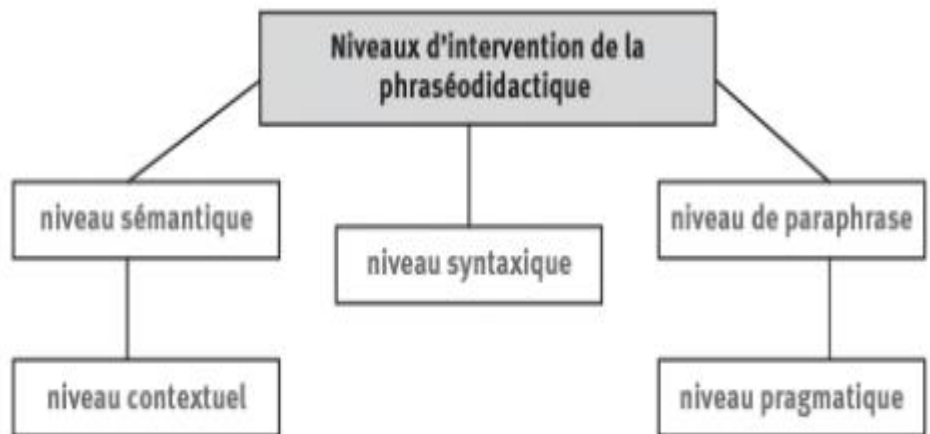 Niveaux d'intervention de la
phraséodidactique
niveau sémantique
niveau syntaxique
niveau de paraphrase
niveau contextuel
niveau pragmatique